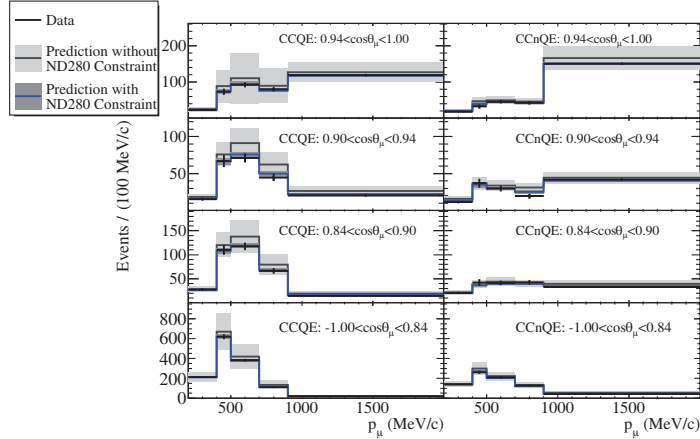 Data
Prediction without
ND280 Constraint
Prediction with
ND280 Constraint
Events / (100 MeV/c)
CCQE: 0.94<cosθμ<1.00
200
100
CCnQE: 0.94<cosθμ<1.00
CCQE: 0.90<cosθμ<0.94
100
50
CCnQE: 0.90<cosθμ<0.94
CCQE: 0.84<cosθμ<0.90
150
100
50
CCnQE: 0.84<cosθμ<0.90
CCQE: -1.00<cosθμ<0.84
800
600
400
200
0
CCnQE: -1.00<cosθμ<0.84
500 1000 1500
500 1000 1500
pμ (MeV/c)
pμ (MeV/c)